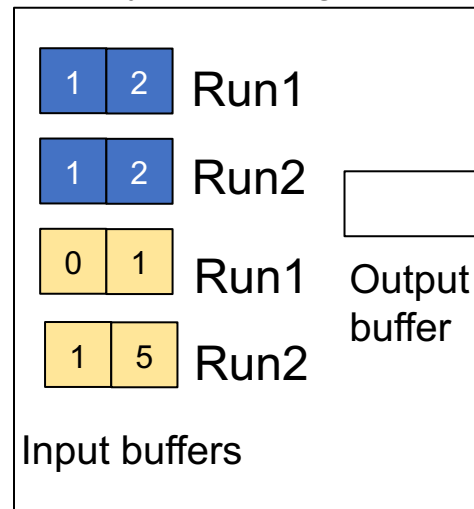 1 2 Run1
1 2 Run2
0 1 Run1
1 5 Run2
Output
buffer
Input buffers